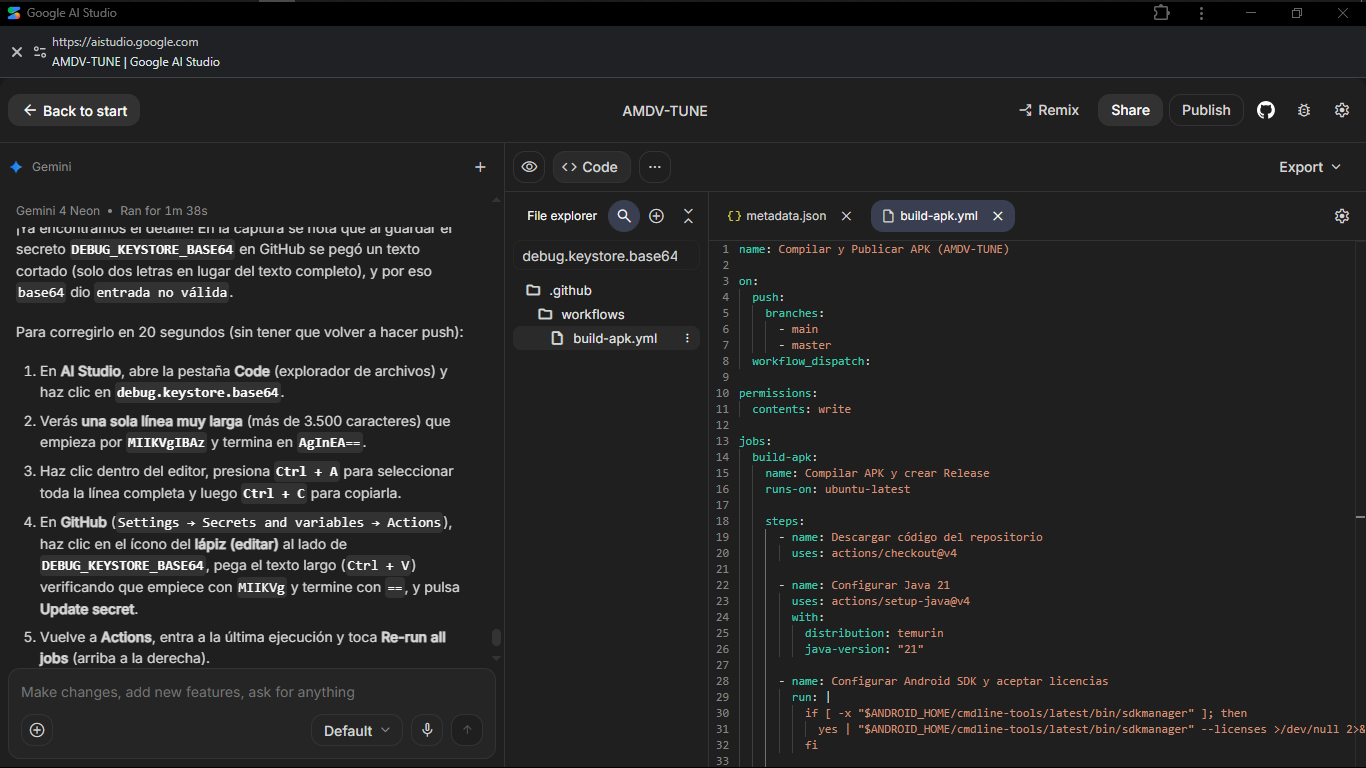 Google AI Studio
https://aistudio.google.com
AMDV-TUNE | Google AI Studio
Back to start
AMDV-TUNE
Remix
Share
Publish
Gemini
Code
Export
Gemini 4 Neon • Ran for 1m 38s
¡Ya encontramos el detalle! En la captura se nota que al guardar el
secreto DEBUG_KEYSTORE_BASE64 en GitHub se pegó un texto
cortado (solo dos letras en lugar del texto completo), y por eso
base64 dio entrada no válida.
Para corregirlo en 20 segundos (sin tener que volver a hacer push):
1. En AI Studio, abre la pestaña Code (explorador de archivos) y
haz clic en debug.keystore.base64.
2. Verás una sola línea muy larga (más de 3.500 caracteres) que
empieza por MIIKVgIBAz y termina en AgInEA==.
3. Haz clic dentro del editor, presiona Ctrl + A para seleccionar
toda la línea completa y luego Ctrl + C para copiarla.
4. En GitHub (Settings → Secrets and variables → Actions),
haz clic en el ícono del lápiz (editar) al lado de
DEBUG_KEYSTORE_BASE64, pega el texto largo (Ctrl + V)
verificando que empiece con MIIKVg y termine con ==, y pulsa
Update secret.
5. Vuelve a Actions, entra a la última ejecución y toca Re-run all
jobs (arriba a la derecha).
Make changes, add new features, ask for anything
Default
File explorer
debug.keystore.base64
.github
workflows
build-apk.yml
{} metadata.json
build-apk.yml
1 name: Compilar y Publicar APK (AMDV-TUNE)
2
3 on:
4 push:
5 branches:
6 - main
7 - master
8 workflow_dispatch:
9
10 permissions:
11 contents: write
12
13 jobs:
14 build-apk:
15 name: Compilar APK y crear Release
16 runs-on: ubuntu-latest
17
18 steps:
19 - name: Descargar código del repositorio
20 uses: actions/checkout@v4
21
22 - name: Configurar Java 21
23 uses: actions/setup-java@v4
24 with:
25 distribution: temurin
26 java-version: "21"
27
28 - name: Configurar Android SDK y aceptar licencias
29 run: |
30 if [ -x "$ANDROID_HOME/cmdline-tools/latest/bin/sdkmanager" ]; then
31 yes | "$ANDROID_HOME/cmdline-tools/latest/bin/sdkmanager" --licenses >/dev/null 2>&
32 fi
33